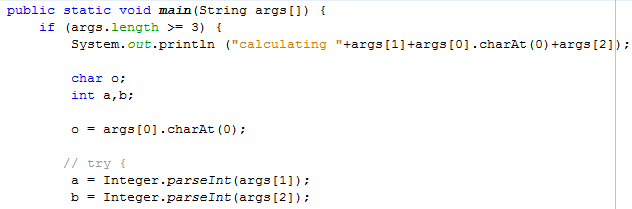 public static void main(String args[]) {
if (args.length >= 3) {
System.out.println ("calculating "+args[1]+args[0].charAt(0)+args[2]);
char o;
int a,b;
o = args[0].charAt(0);
// try {
a = Integer.parseInt(args[1]);
b = Integer.parseInt(args[2]);